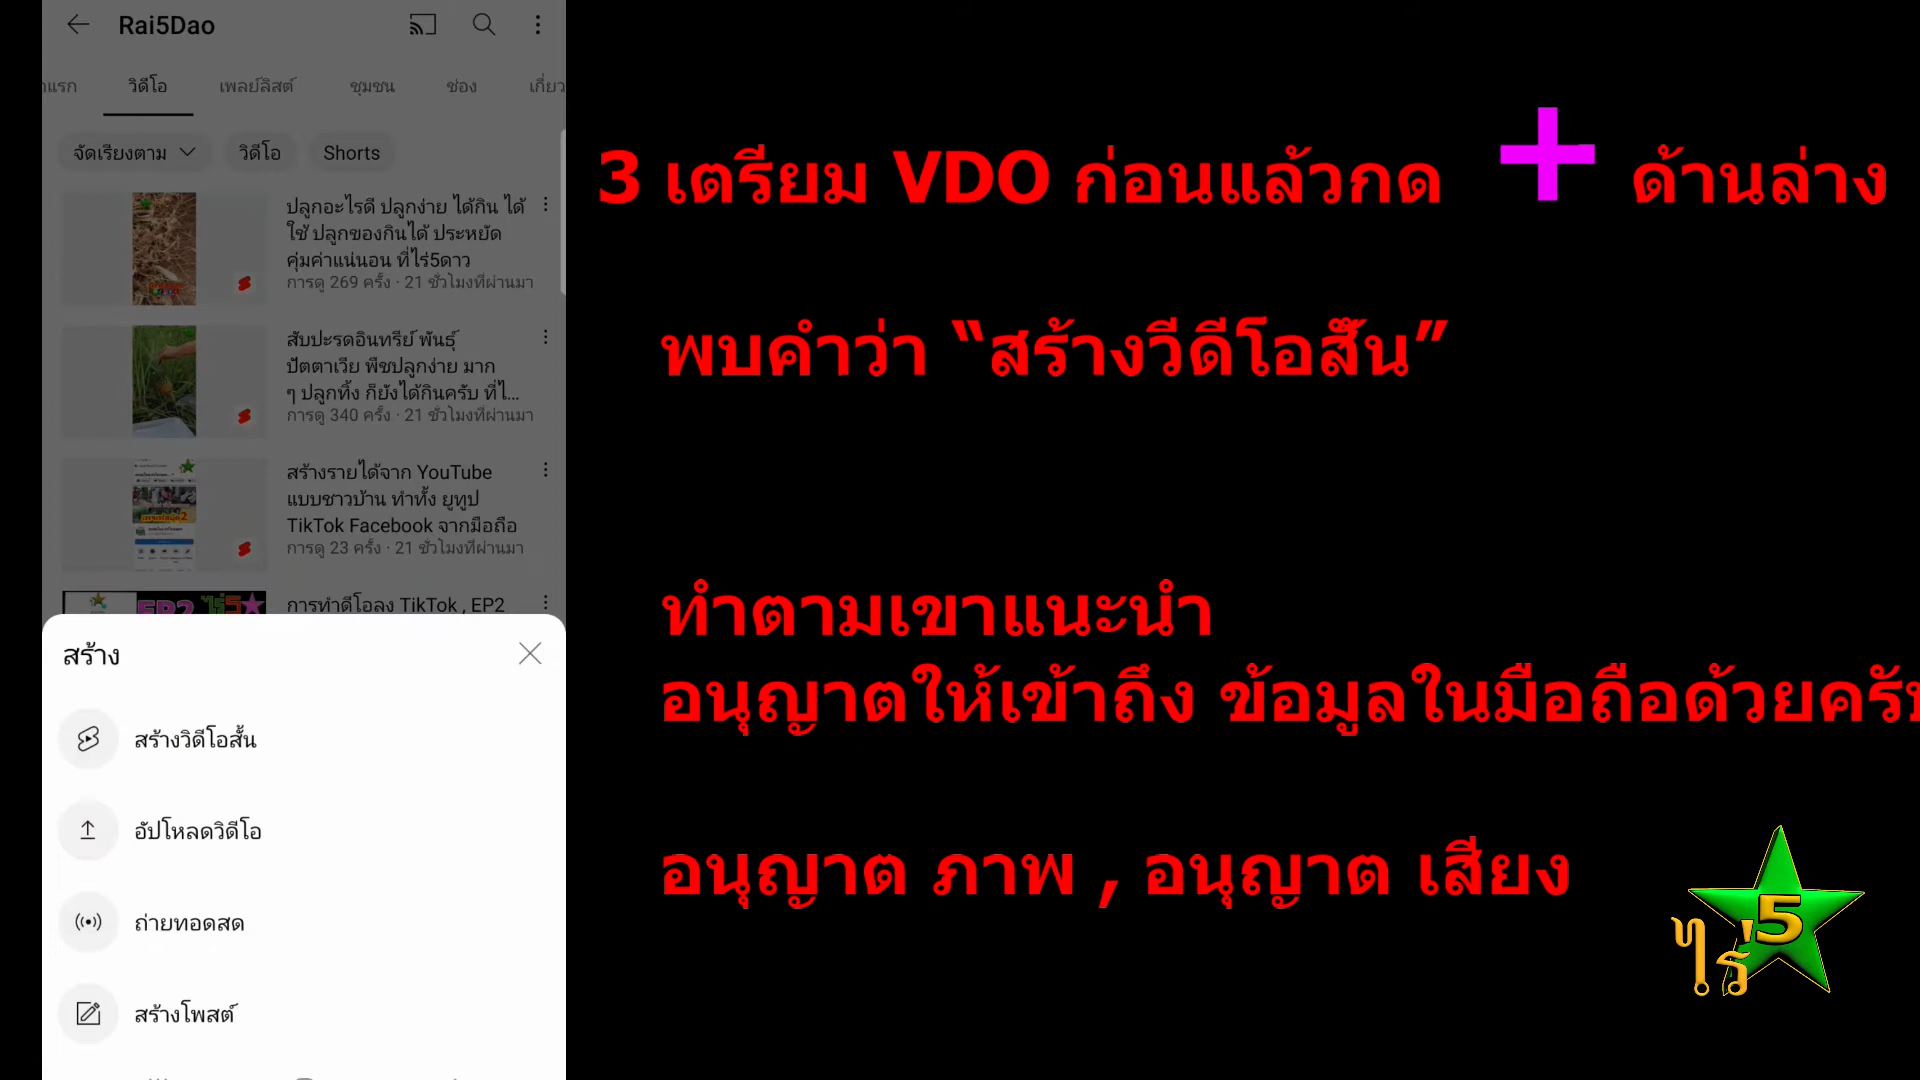 Rai5Dao
วิดีโอ
เพลย์ลิสต์
ชุมชน
ช่อง
จัดเรียงตาม
วิดีโอ
Shorts
ปลูกอะไรดี ปลูกง่าย ได้กิน ได้
ใช้ ปลูกของกินได้ ประหยัด
คุ้มค่าแน่นอน ที่ไร่5ดาว
การดู 269 ครั้ง · 21 ชั่วโมงที่ผ่านมา
สับปะรดอินทรีย์ พันธุ์
ปัตตาเวีย พืชปลูกง่าย มาก
ๆ ปลูกทิ้ง ก็ยังได้กินครับ ที่ไ...
การดู 340 ครั้ง · 21 ชั่วโมงที่ผ่านมา
สร้างรายได้จาก YouTube
แบบชาวบ้าน ทำทั้ง ยูทูป
TikTok Facebook จากมือถือ
การดู 23 ครั้ง · 21 ชั่วโมงที่ผ่านมา
EP2
การทำดีโอลง TikTok , EP2
สร้าง
สร้างวิดีโอสั้น
อัปโหลดวิดีโอ
ถ่ายทอดสด
สร้างโพสต์
3 เตรียม VDO ก่อนแล้วกด + ด้านล่าง
พบคำว่า “สร้างวีดีโอสั้น”
ทำตามเขาแนะนำ
อนุญาตให้เข้าถึง ข้อมูลในมือถือด้วยครับ
อนุญาต ภาพ , อนุญาต เสียง
ไร่ 5